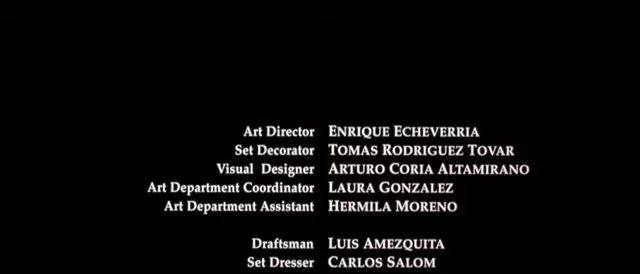 Art Director ENRIQUE ECHEVERRIA
Set Decorator TOMAS RODRIGUEZ TOVAR
Visual Designer ARTURO CORIA ALTAMIRANO
Art Department Coordinator LAURA GONZALEZ
Art Department Assistant HERMILA MORENO
Draftsman LUIS AMEZQUITA
Set Dresser CARLOS SALOM